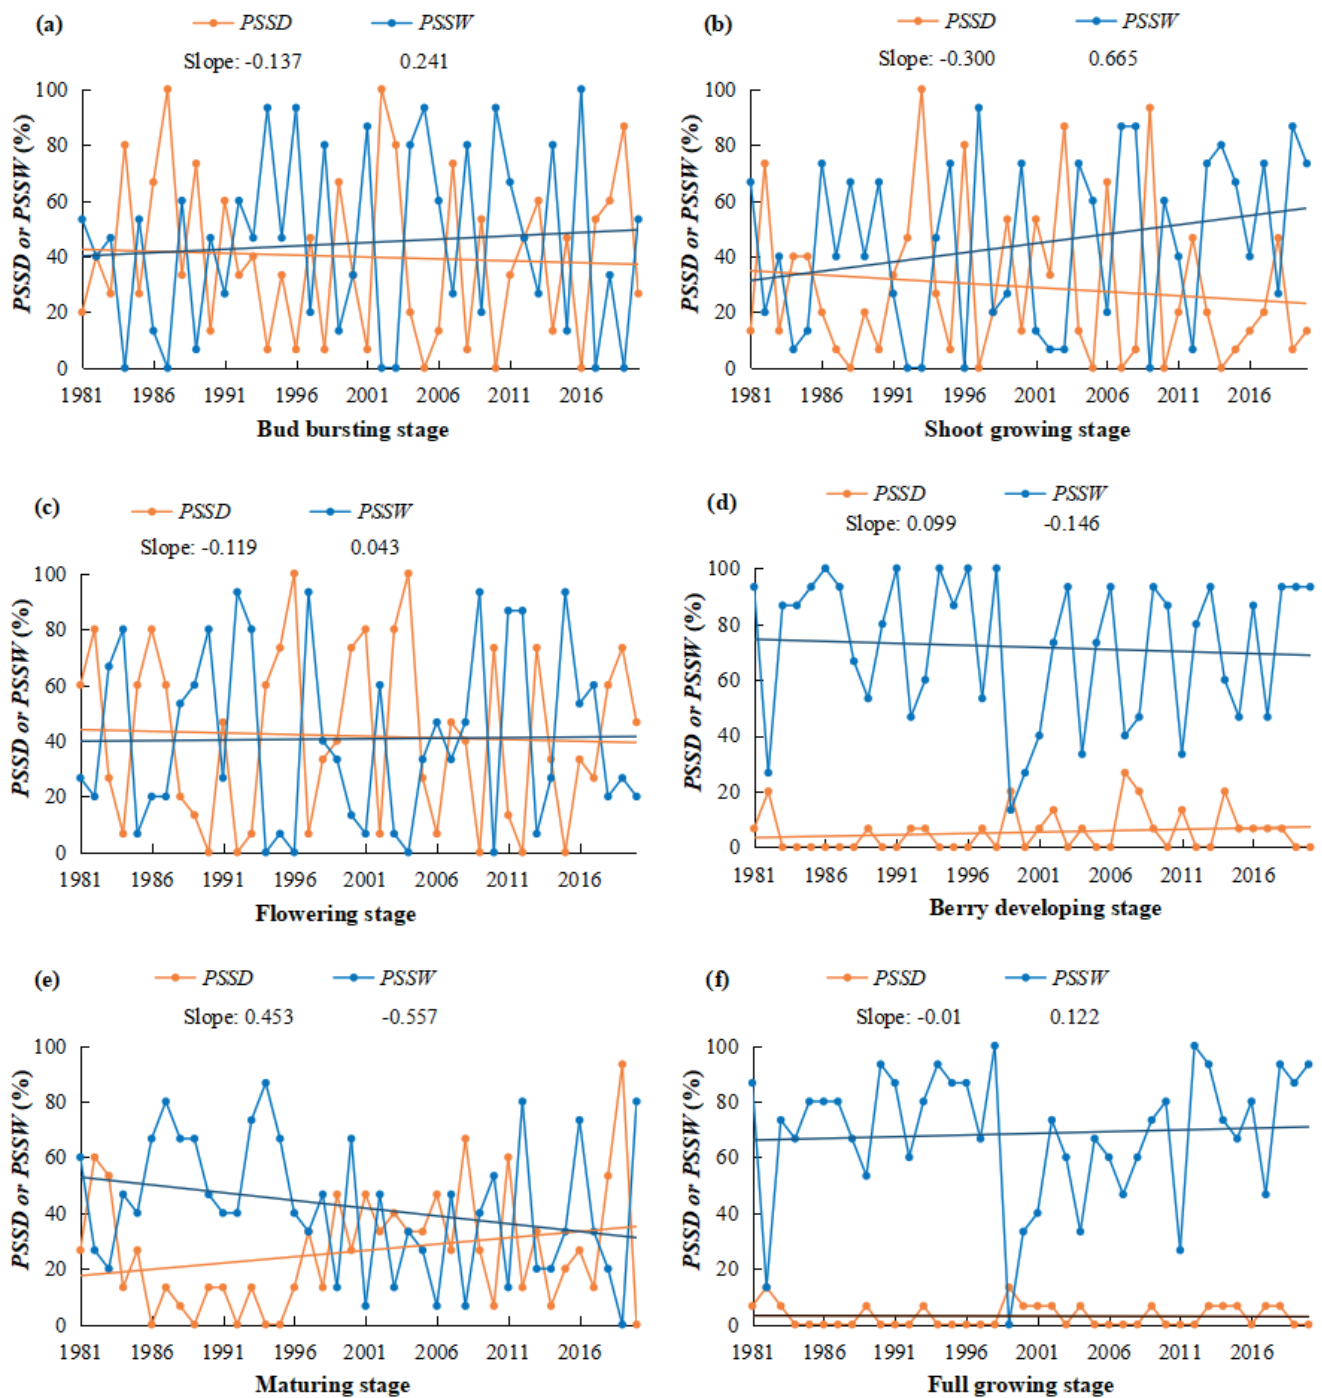 (a) PSSD PSSW
Slope: -0.137 0.241
PSSD or PSSW (%)
100
80
60
40
20
0
1981 1986 1991 1996 2001 2006 2011 2016
Bud bursting stage
(b) PSSD PSSW
Slope: -0.300 0.665
PSSD or PSSW (%)
100
80
60
40
20
0
1981 1986 1991 1996 2001 2006 2011 2016
Shoot growing stage
(c) PSSD PSSW
Slope: -0.119 0.043
PSSD or PSSW (%)
100
80
60
40
20
0
1981 1986 1991 1996 2001 2006 2011 2016
Flowering stage
(d) PSSD PSSW
Slope: 0.099 -0.146
PSSD or PSSW (%)
100
80
60
40
20
0
1981 1986 1991 1996 2001 2006 2011 2016
Berry developing stage
(e) PSSD PSSW
Slope: 0.453 -0.557
PSSD or PSSW (%)
100
80
60
40
20
0
1981 1986 1991 1996 2001 2006 2011 2016
Maturing stage
(f) PSSD PSSW
Slope: -0.01 0.122
PSSD or PSSW (%)
100
80
60
40
20
0
1981 1986 1991 1996 2001 2006 2011 2016
Full growing stage